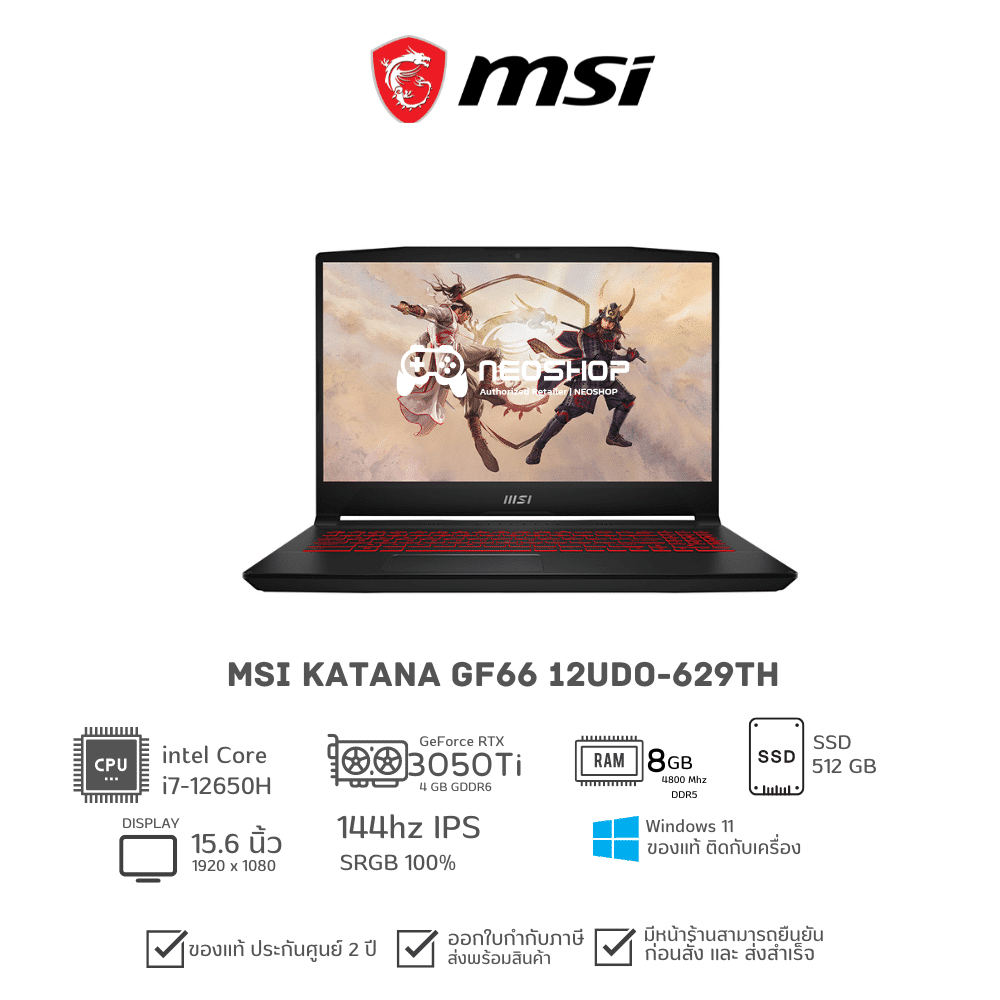 msi
NEOSHOP
Authorized Retailer | NEOSHOP
msi
MSI KATANA GF66 12UDO-629TH
CPU
intel Core
i7-12650H
GeForce RTX
3050Ti
4 GB GDDR6
RAM
8GB
4800 Mhz
DDR5
SSD
SSD
512 GB
DISPLAY
15.6 นิ้ว
1920 x 1080
144hz IPS
SRGB 100%
Windows 11
ของแท้ ติดกับเครื่อง
ของแท้ ประกันศูนย์ 2 ปี
ออกใบกำกับภาษี
ส่งพร้อมสินค้า
มีหน้าร้านสามารถยืนยัน
ก่อนสั่ง และ ส่งสำเร็จ